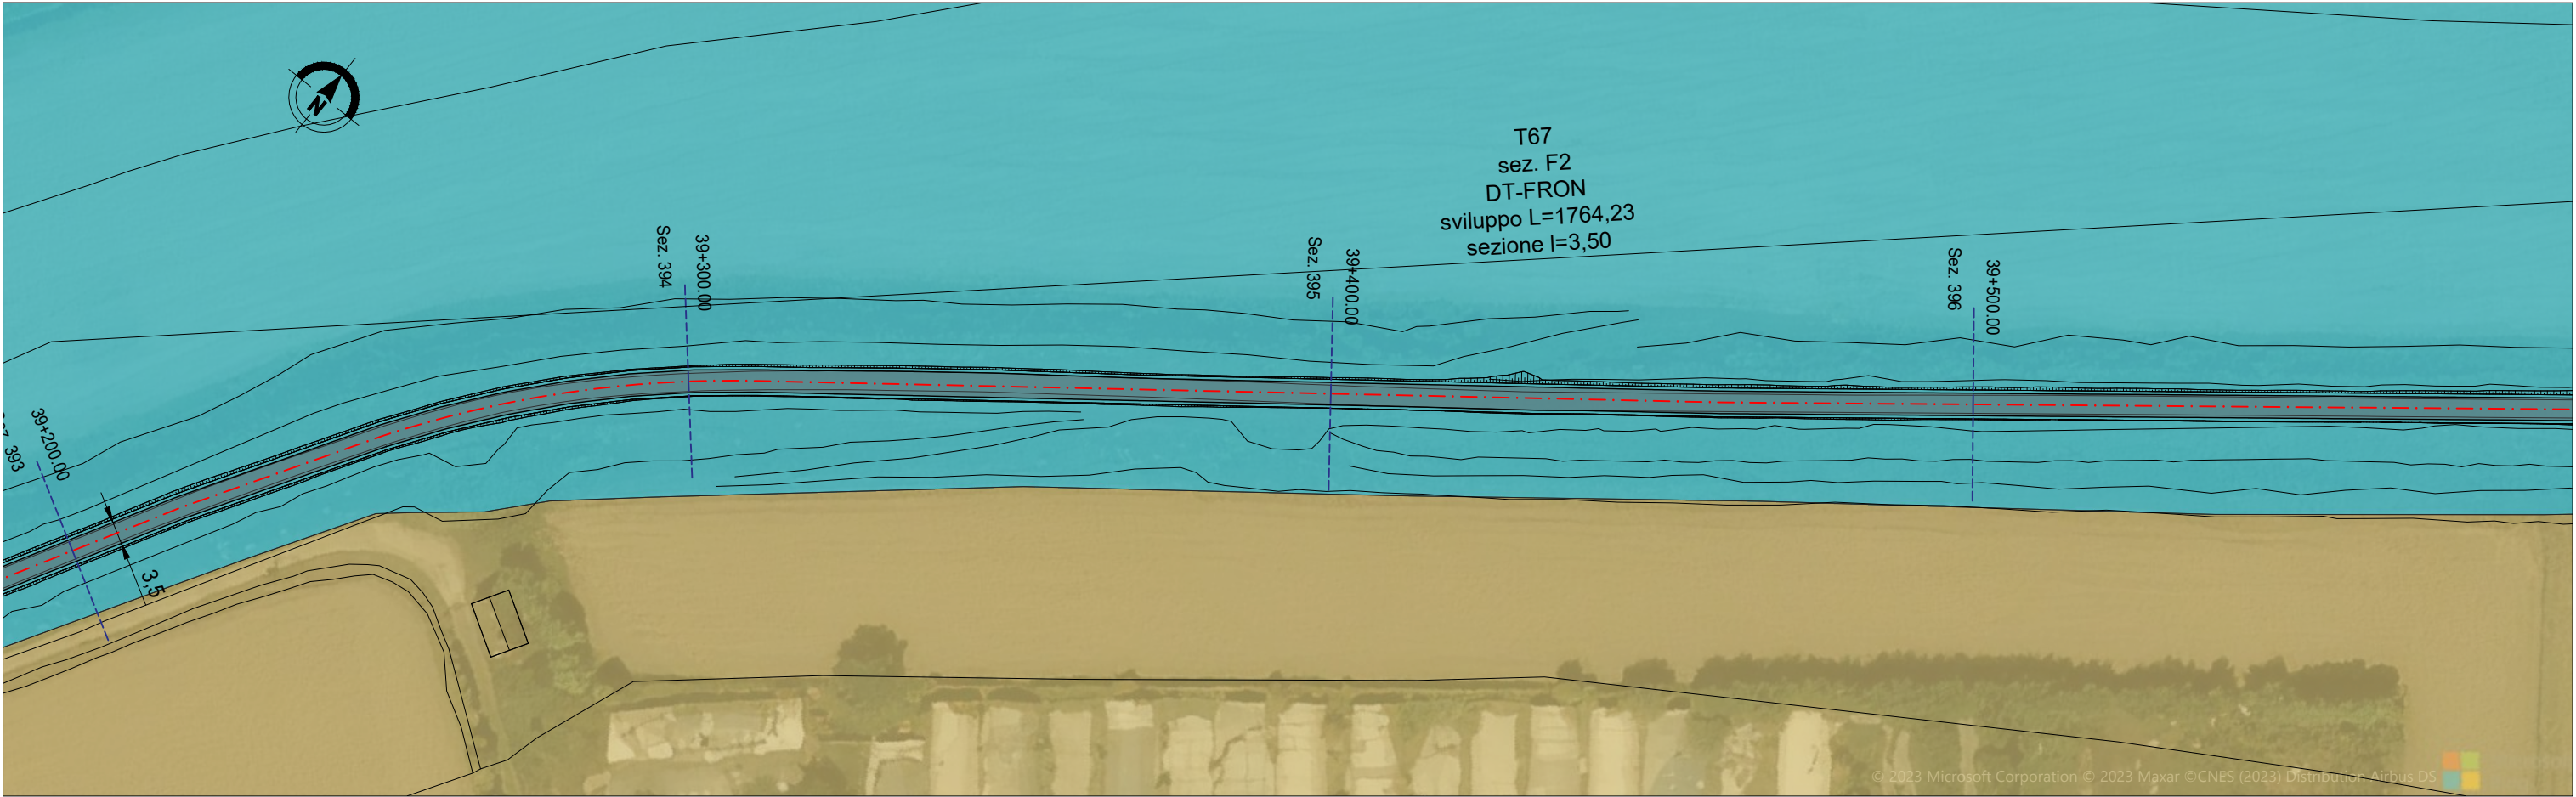 N
T67
sez. F2
DT-FRON
sviluppo L=1764,23
sezione l=3,50
Sez. 394
39+300.00
Sez. 395
39+400.00
Sez. 396
39+500.00
393
39+200.00
3,5
© 2023 Microsoft Corporation © 2023 Maxar ©CNES (2023) Distribution Airbus DS